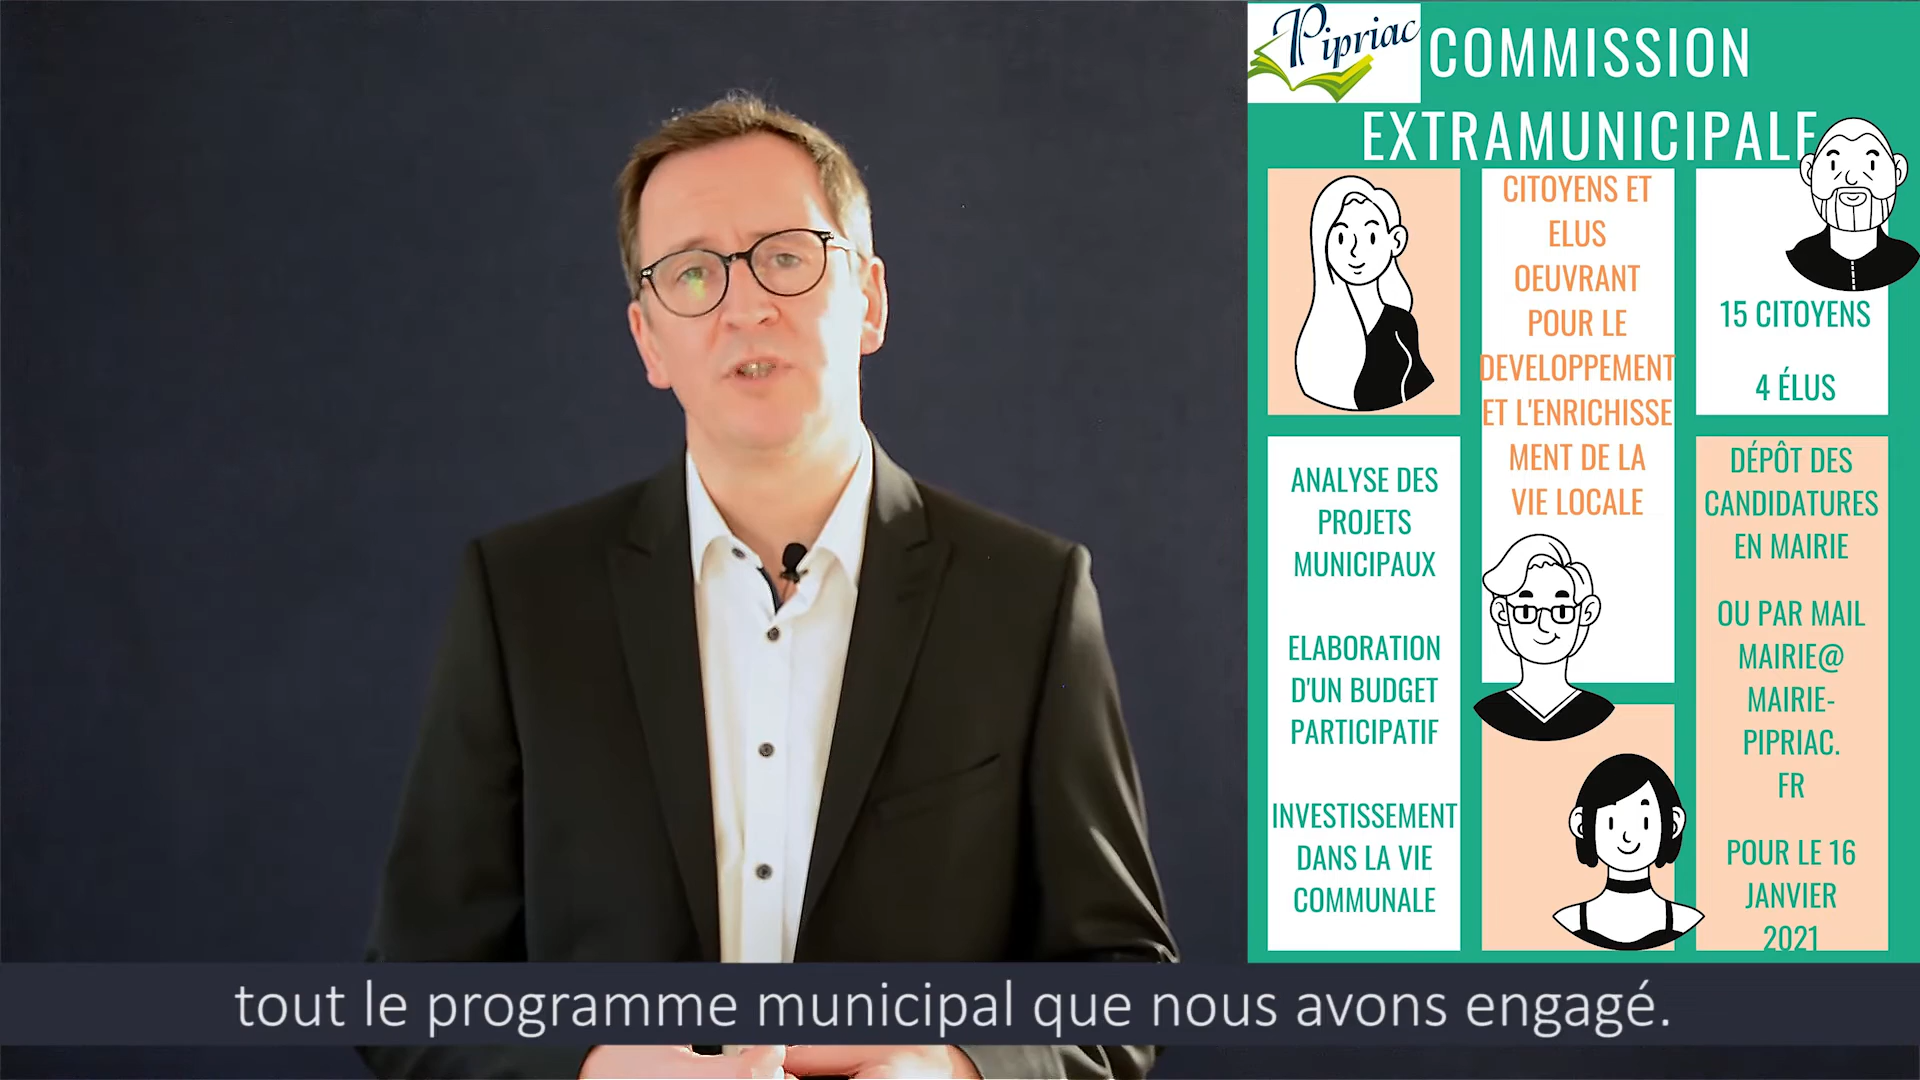 Pipriac
COMMISSION
EXTRAMUNICIPALE
CITOYENS ET
ELUS
OEUVRANT
POUR LE
DEVELOPPEMENT
ET L'ENRICHISSE
MENT DE LA
VIE LOCALE
15 CITOYENS
4 ÉLUS
ANALYSE DES
PROJETS
MUNICIPAUX
ELABORATION
D'UN BUDGET
PARTICIPATIF
INVESTISSEMENT
DANS LA VIE
COMMUNALE
DÉPÔT DES
CANDIDATURES
EN MAIRIE
OU PAR MAIL
MAIRIE@
MAIRIE-
PIPRIAC.
FR
POUR LE 16
JANVIER
2021
tout le programme municipal que nous avons engagé.